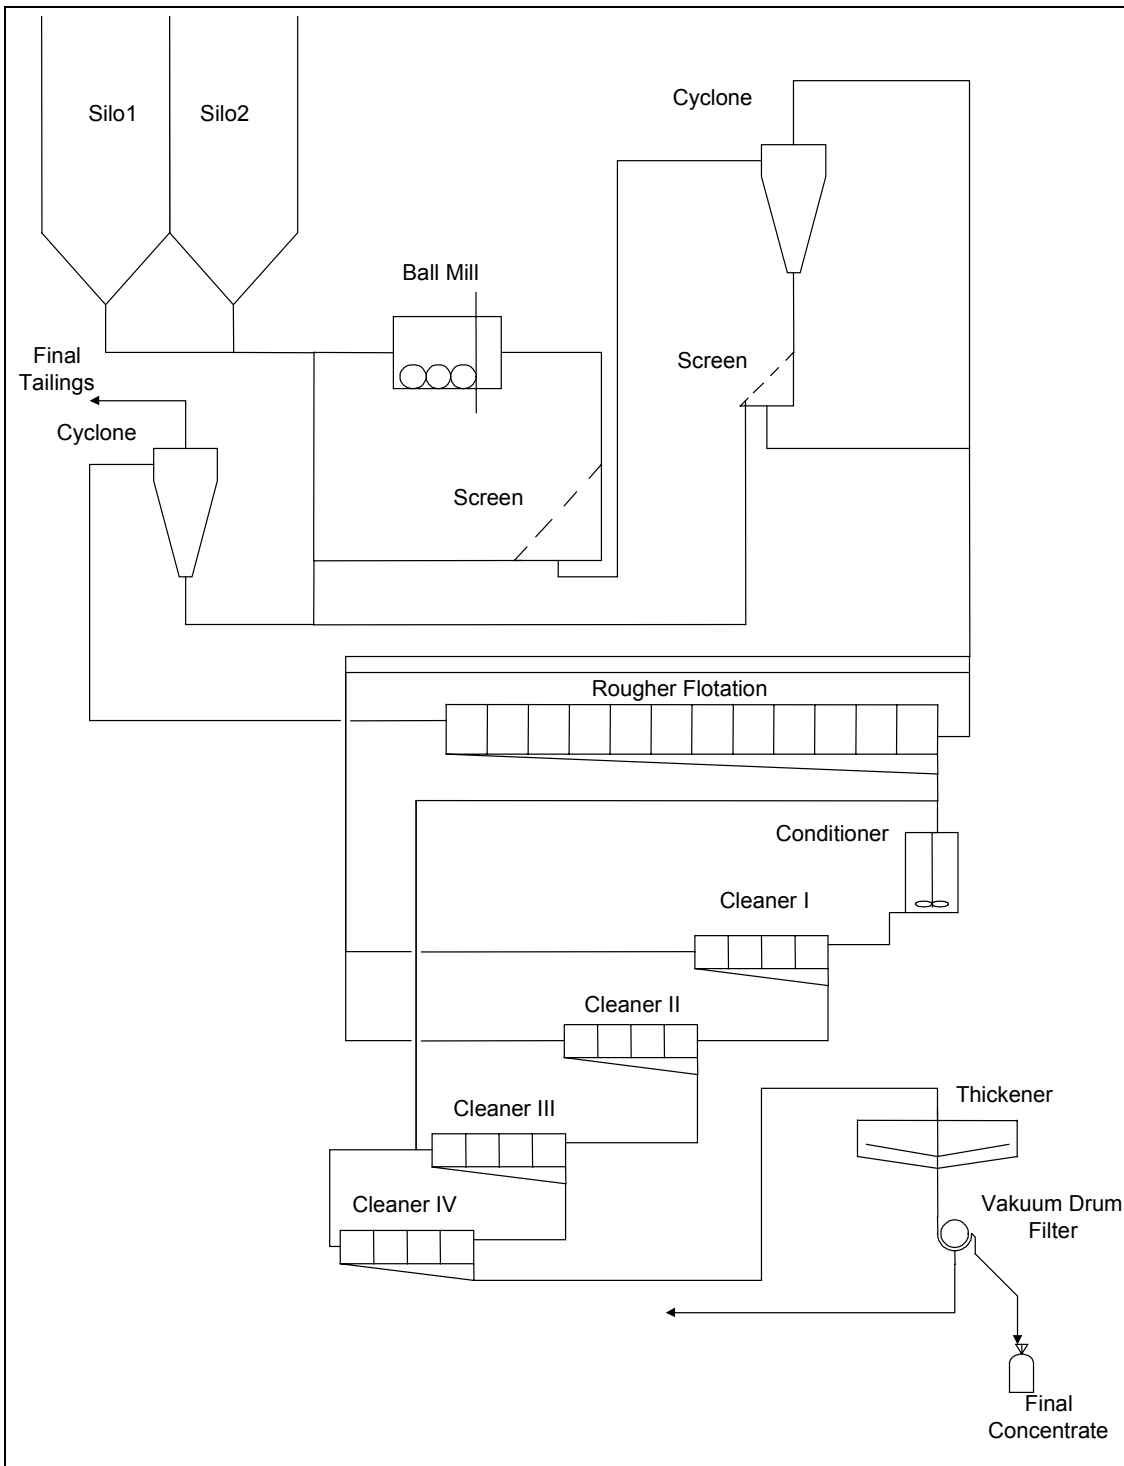 Silo1
Silo2
Cyclone
Ball Mill
Final
Tailings
Screen
Cyclone
Screen
Rougher Flotation
Conditioner
Cleaner I
Cleaner II
Thickener
Cleaner III
Cleaner IV
Vakuum Drum
Filter
Final
Concentrate